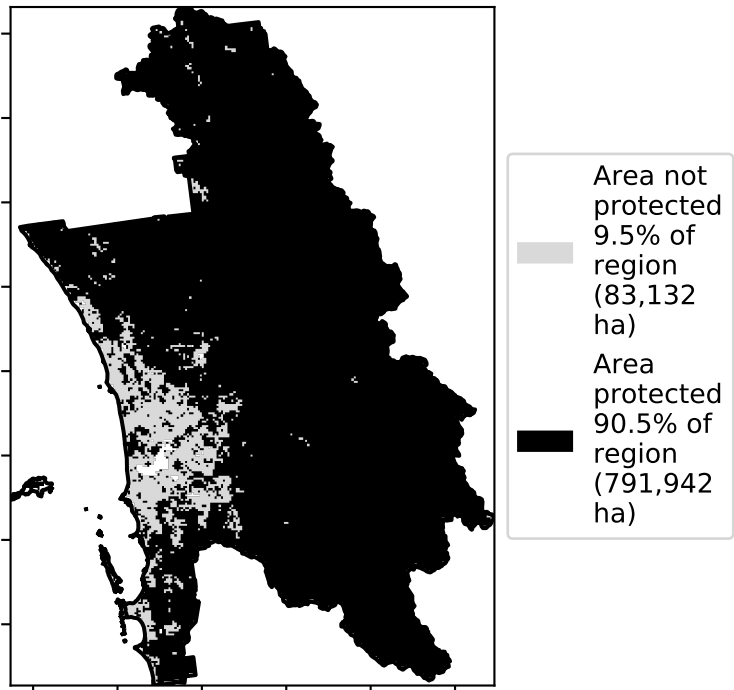 Area not
protected
9.5% of
region
(83,132
ha)
Area
protected
90.5% of
region
(791,942
ha)